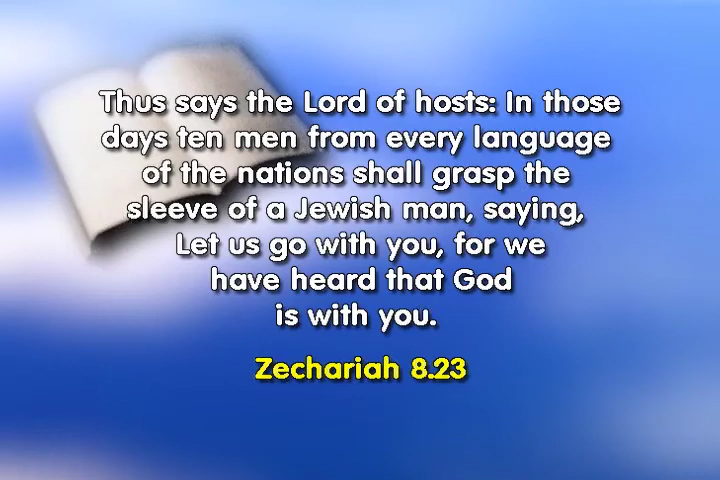 Thus says the Lord of hosts: In those
days ten men from every language
of the nations shall grasp the
sleeve of a Jewish man, saying,
Let us go with you, for we
have heard that God
is with you.
Zechariah 8.23